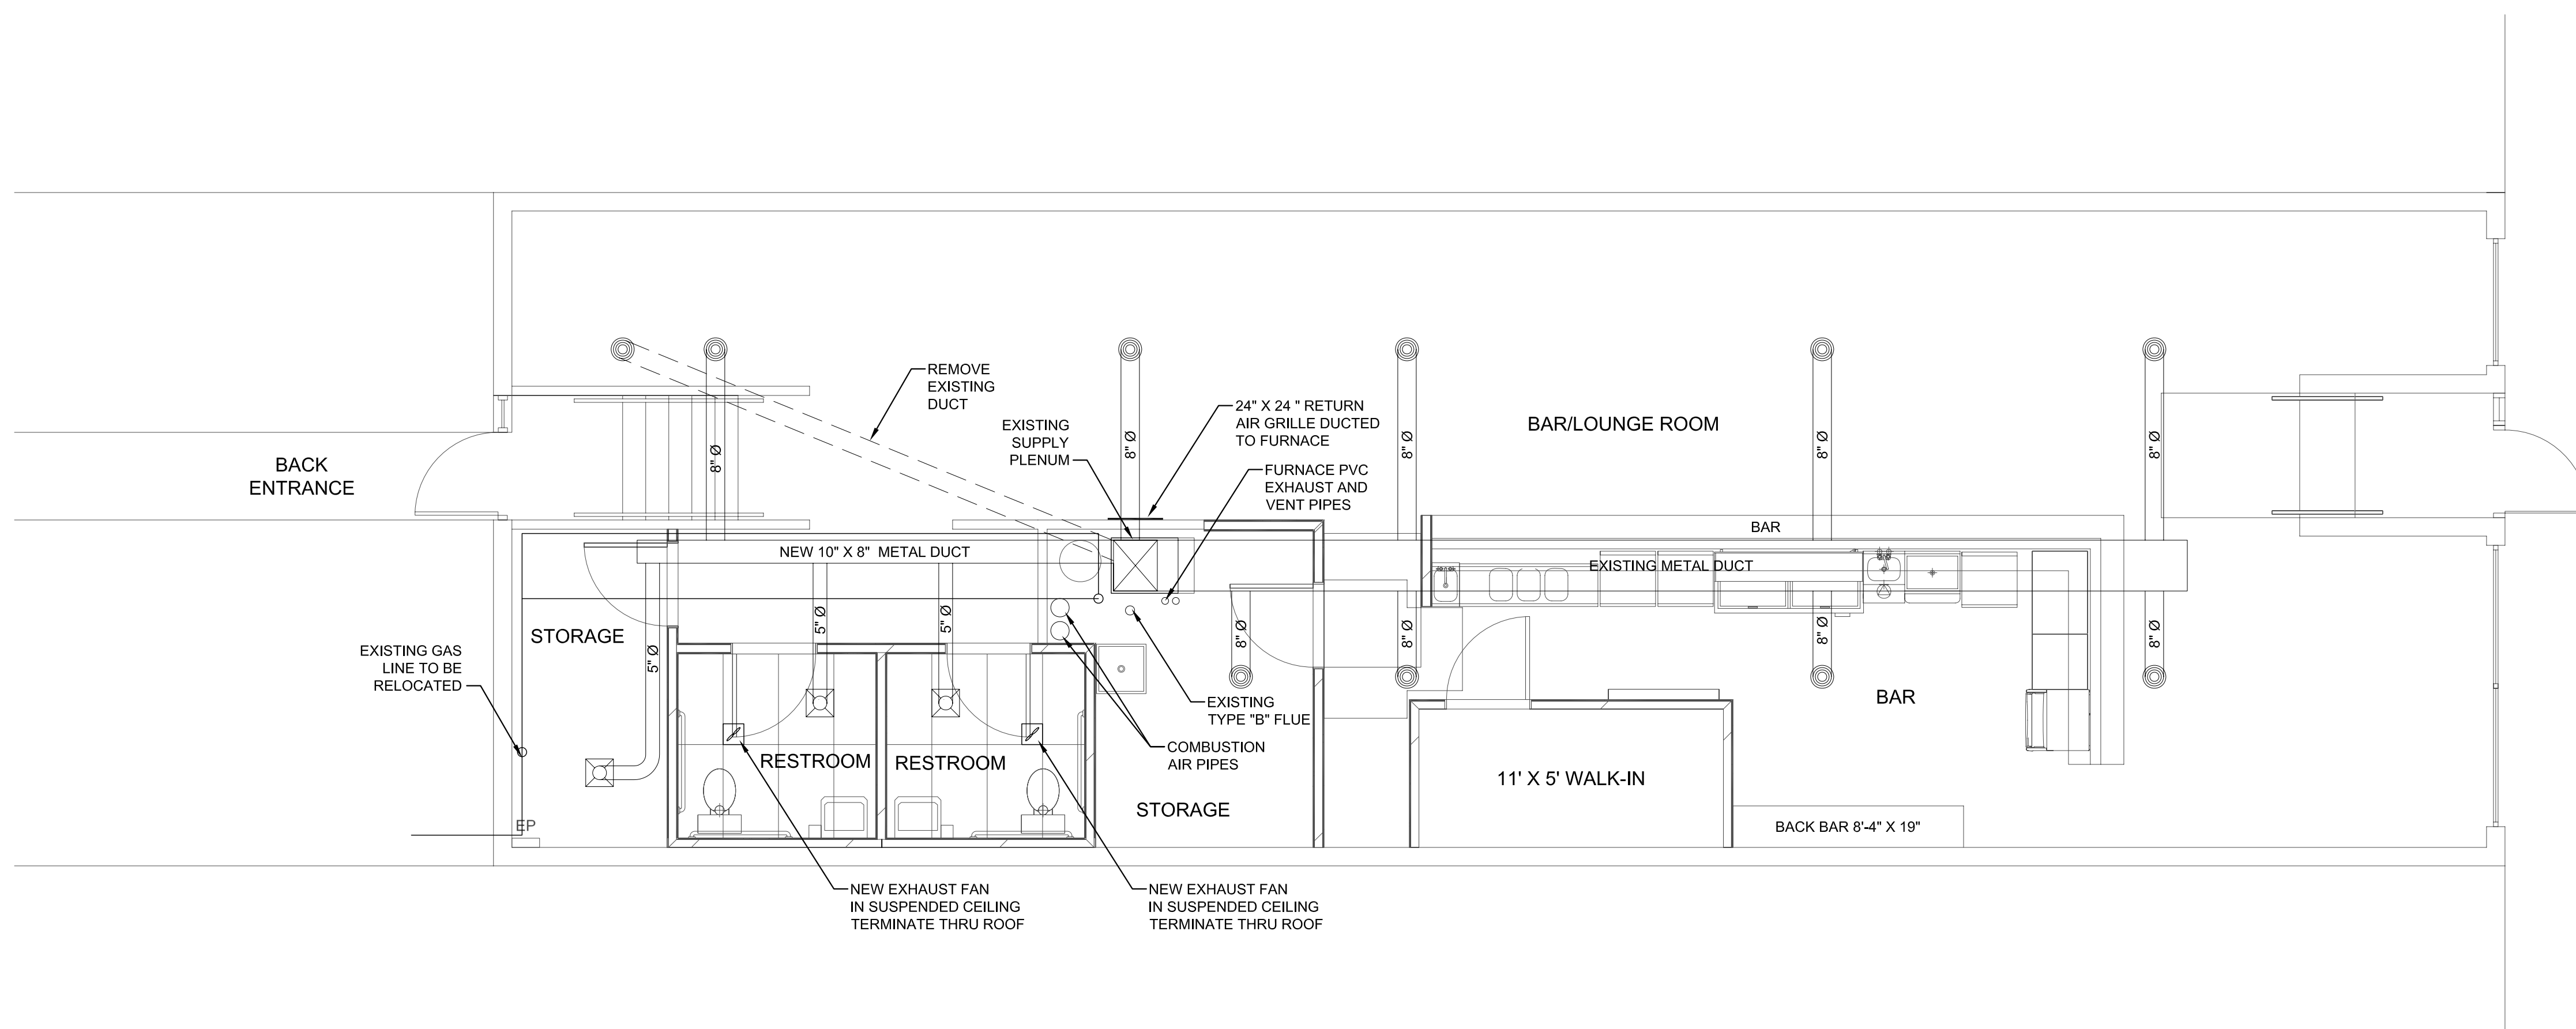 REMOVE
EXISTING
DUCT
EXISTING
SUPPLY
PLENUM
24" X 24 " RETURN
AIR GRILLE DUCTED
TO FURNACE
FURNACE PVC
EXHAUST AND
VENT PIPES
BAR/LOUNGE ROOM
BACK
ENTRANCE
8" Ø
8" Ø
8" Ø
8" Ø
8" Ø
BAR
NEW 10" X 8"  METAL DUCT
EXISTING METAL DUCT
STORAGE
5" Ø
5" Ø
5" Ø
8" Ø
8" Ø
8" Ø
8" Ø
EXISTING GAS
LINE TO BE
RELOCATED
EXISTING
TYPE "B" FLUE
COMBUSTION
AIR PIPES
BAR
RESTROOM
RESTROOM
11' X 5' WALK-IN
STORAGE
EP
BACK BAR 8'-4" X 19"
NEW EXHAUST FAN
IN SUSPENDED CEILING
TERMINATE THRU ROOF
NEW EXHAUST FAN
IN SUSPENDED CEILING
TERMINATE THRU ROOF